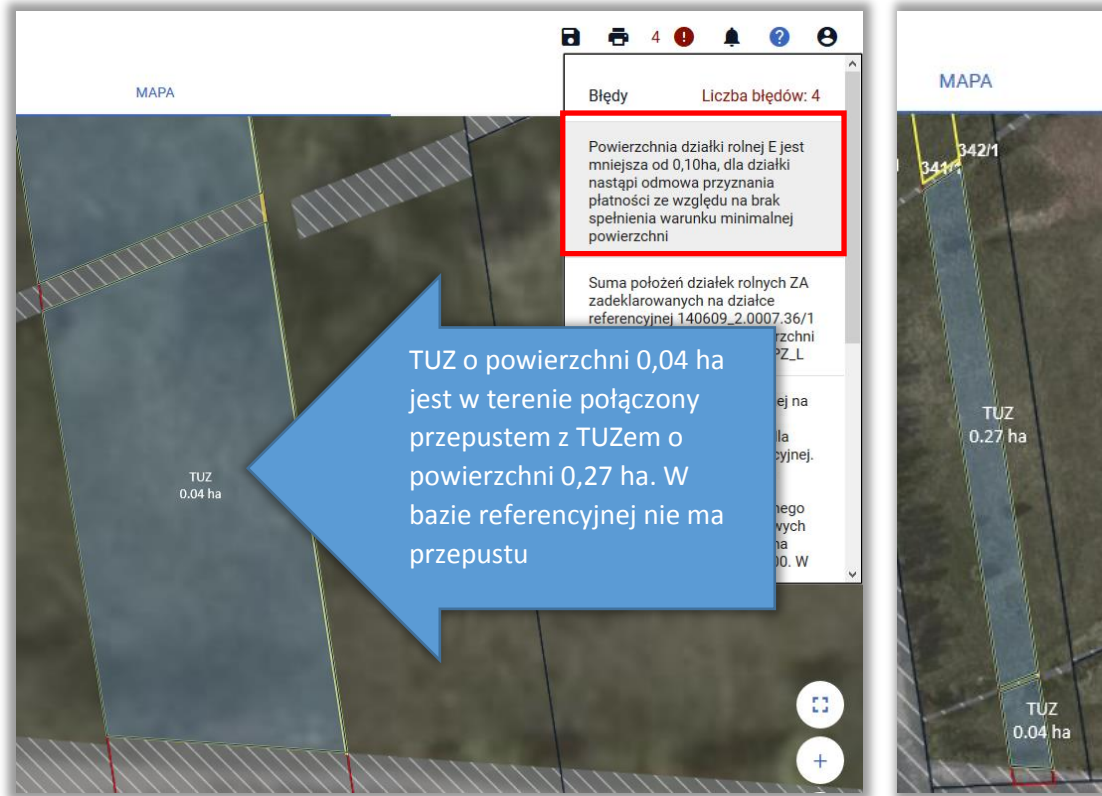 4
MAPA
Błędy Liczba błędów: 4
Powierzchnia działki rolnej E jest
mniejsza od 0,10ha, dla działki
nastąpi odmowa przyznania
płatności ze względu na brak
spełnienia warunku minimalnej
powierzchni
Suma położeń działek rolnych ZA
zadeklarowanych na działce
referencyjnej 140609_2.0007.36/1
PZ_L
ej na
W
TUZ o powierzchni 0,04 ha
jest w terenie połączony
przepustem z TUZem o
powierzchni 0,27 ha. W
bazie referencyjnej nie ma
przepustu
TUZ
0.04 ha
MAPA
342/1
TUZ
0.27 ha
TUZ
0.04 ha